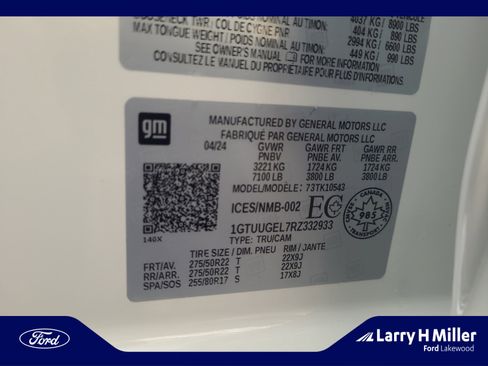 GOOSENECK TWR / COL DE CYGNE PNR
MAX TONGUE WEIGHT / POIDS NOMINAL AU TIMON:
SEE OWNER'S MANUAL FOR MORE INFORMATION.
CONSULTEZ LE MANUEL DU PROPRIÉTAIRE POUR PLUS D'INFORMATION.
4037 KG / 8900 LBS
404 KG / 890 LBS
2994 KG / 6600 LBS
449 KG / 990 LBS
gm
MANUFACTURED BY GENERAL MOTORS LLC
FABRIQUÉ PAR GENERAL MOTORS LLC
04/24 GVWR GAWR FRT GAWR RR
PNBV PNBE AV. PNBE ARR.
3221 KG 1724 KG 1724 KG
7100 LB 3800 LB 3800 LB
MODEL/MODÈLE: 73TK10543
ICES/NMB-002 EC
CANADA
985
1GTUUGEL7RZ332933
TYPE: TRU/CAM
140X
TIRE SIZE / DIM. PNEU RIM / JANTE
FRT/AV. 275/50R22 T 22X9J
RR/ARR. 275/50R22 T 22X9J
SPA/SOS 255/80R17 S 17X8J
Ford
Larry H Miller
Ford Lakewood